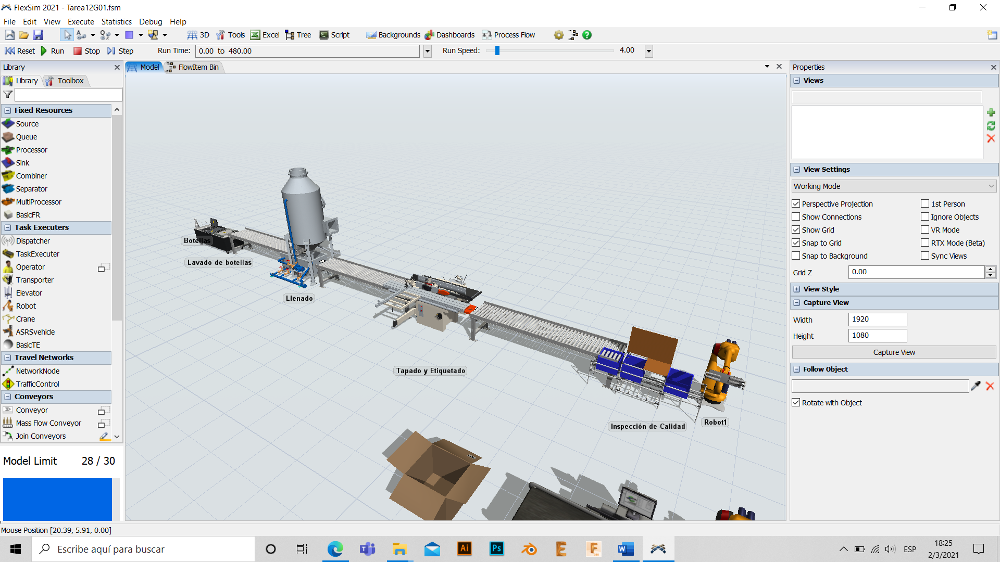 FlexSim 2021 - Tarea12G01.fsm
File Edit View Execute Statistics Debug Help
3D Tools Excel Tree Script Backgrounds Dashboards Process Flow
Reset Run Stop Step Run Time: 0.00 to 480.00 Run Speed: 4.00
Library
Library Toolbox
Fixed Resources
Source
Queue
Processor
Sink
Combiner
Separator
MultiProcessor
BasicFR
Task Executers
Dispatcher
TaskExecuter
Operator
Transporter
Elevator
Robot
Crane
ASRSvehicle
BasicTE
Travel Networks
NetworkNode
TrafficControl
Conveyors
Conveyor
Mass Flow Conveyor
Join Conveyors
Model Limit 28 / 30
Model FlowItem Bin
Botellas
Lavado de botellas
Llenado
Tapado y Etiquetado
Inspección de Calidad
Robot1
Properties
Views
View Settings
Working Mode
Perspective Projection 1st Person
Show Connections Ignore Objects
Show Grid VR Mode
Snap to Grid RTX Mode (Beta)
Snap to Background Sync Views
Grid Z 0.00
View Style
Capture View
Width 1920
Height 1080
Capture View
Follow Object
Rotate with Object
Mouse Position [20.39, 5.91, 0.00]
Escribe aquí para buscar
Ai Ps ESP
18:25
2/3/2021